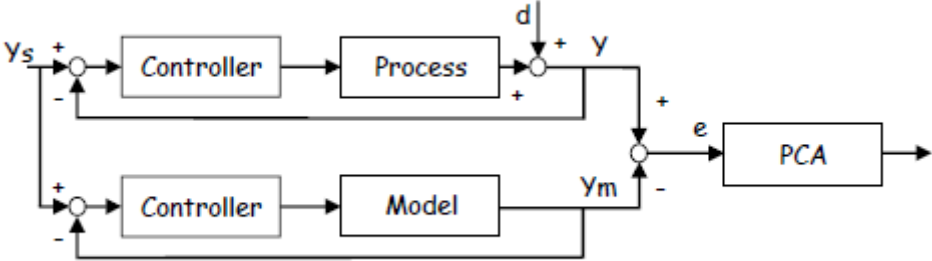 d
Ys + Controller Process + Y
- +
+
e PCA
+ Controller Model Ym -
-